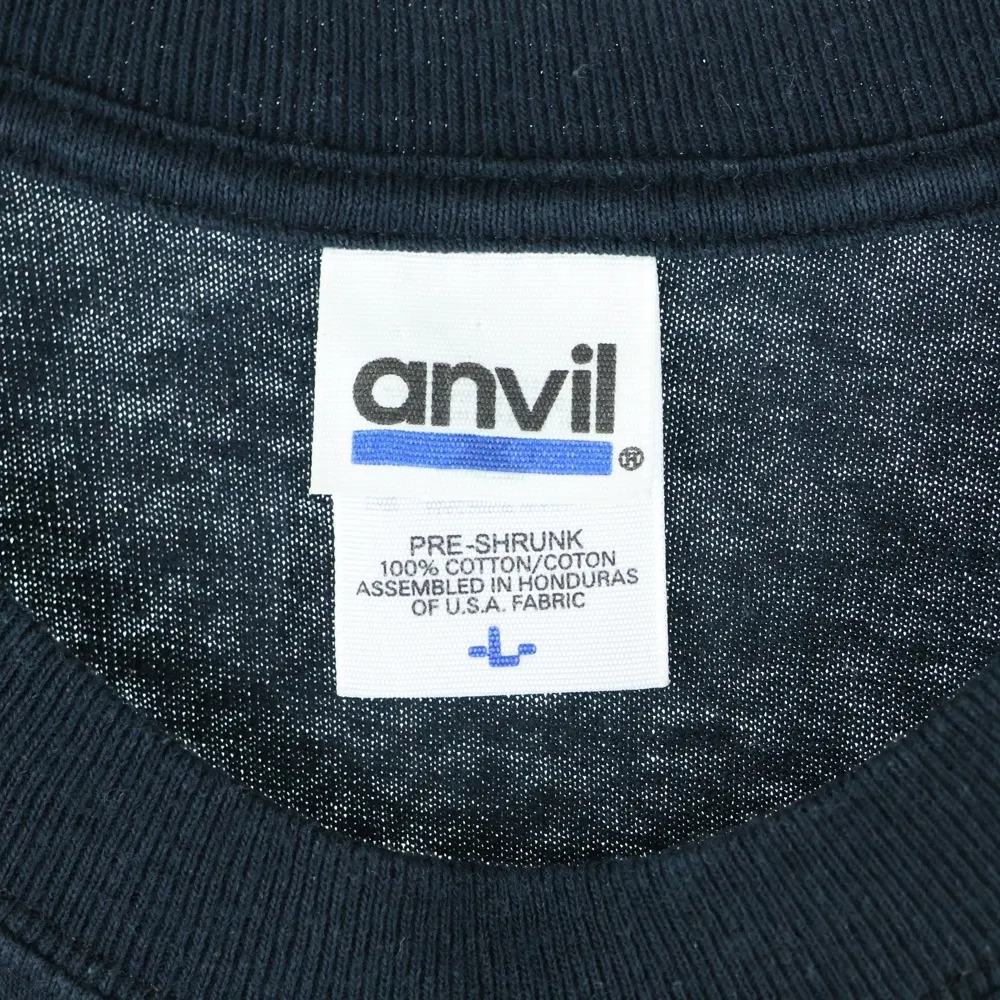 anvil
®
PRE-SHRUNK
100% COTTON/COTON
ASSEMBLED IN HONDURAS
OF U.S.A. FABRIC
-L-